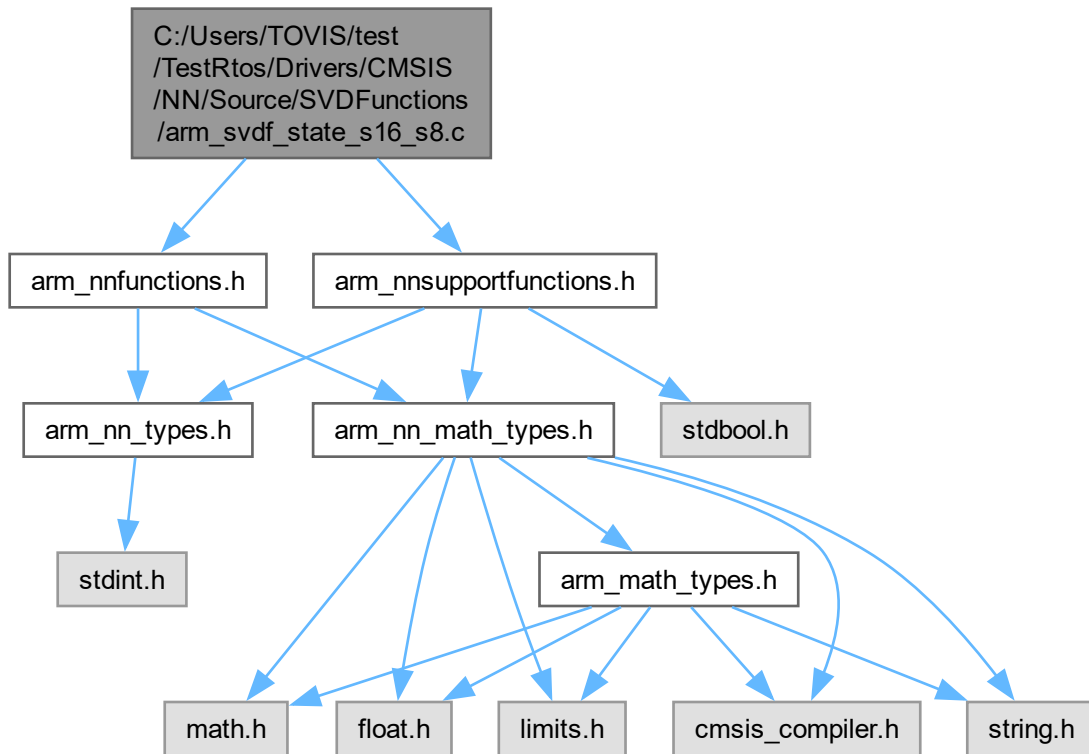 C:/Users/TOVIS/test
/TestRtos/Drivers/CMSIS
/NN/Source/SVDFunctions
/arm_svdf_state_s16_s8.c
arm_nnfunctions.h
arm_nnsupportfunctions.h
arm_nn_types.h
arm_nn_math_types.h
stdbool.h
stdint.h
arm_math_types.h
math.h
float.h
limits.h
cmsis_compiler.h
string.h